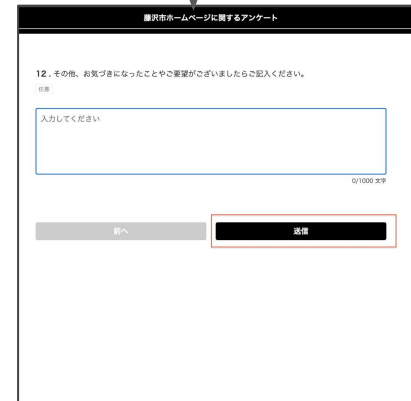 藤沢市ホームページに関するアンケート
12．その他、お気づきになったことやご要望がございましたらご記入ください。
任意
入力してください
0/1000 文字
前へ
送信